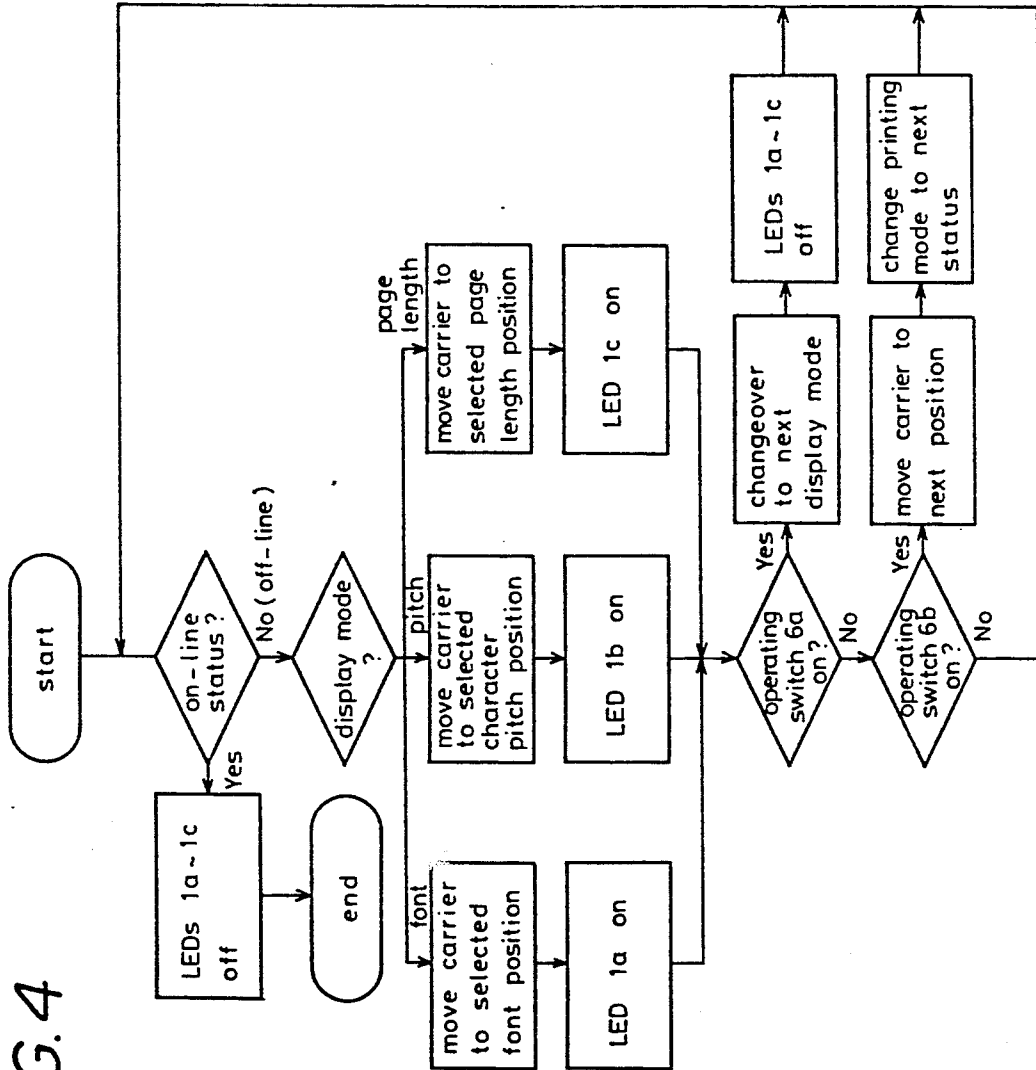 G. 4
start
on-line
status ?
Yes
No (off-line)
LEDs 1a ~ 1c
off
end
display mode
?
font
pitch
page
length
move carrier
to selected
font position
move carrier
to selected
character
pitch position
move carrier to
selected page
length position
LED 1a on
LED 1b on
LED 1c on
operating
switch 6a
on ?
Yes
No
changeover
to next
display mode
LEDs 1a ~ 1c
off
operating
switch 6b
on ?
Yes
No
move carrier to
next position
change printing
mode to next
status